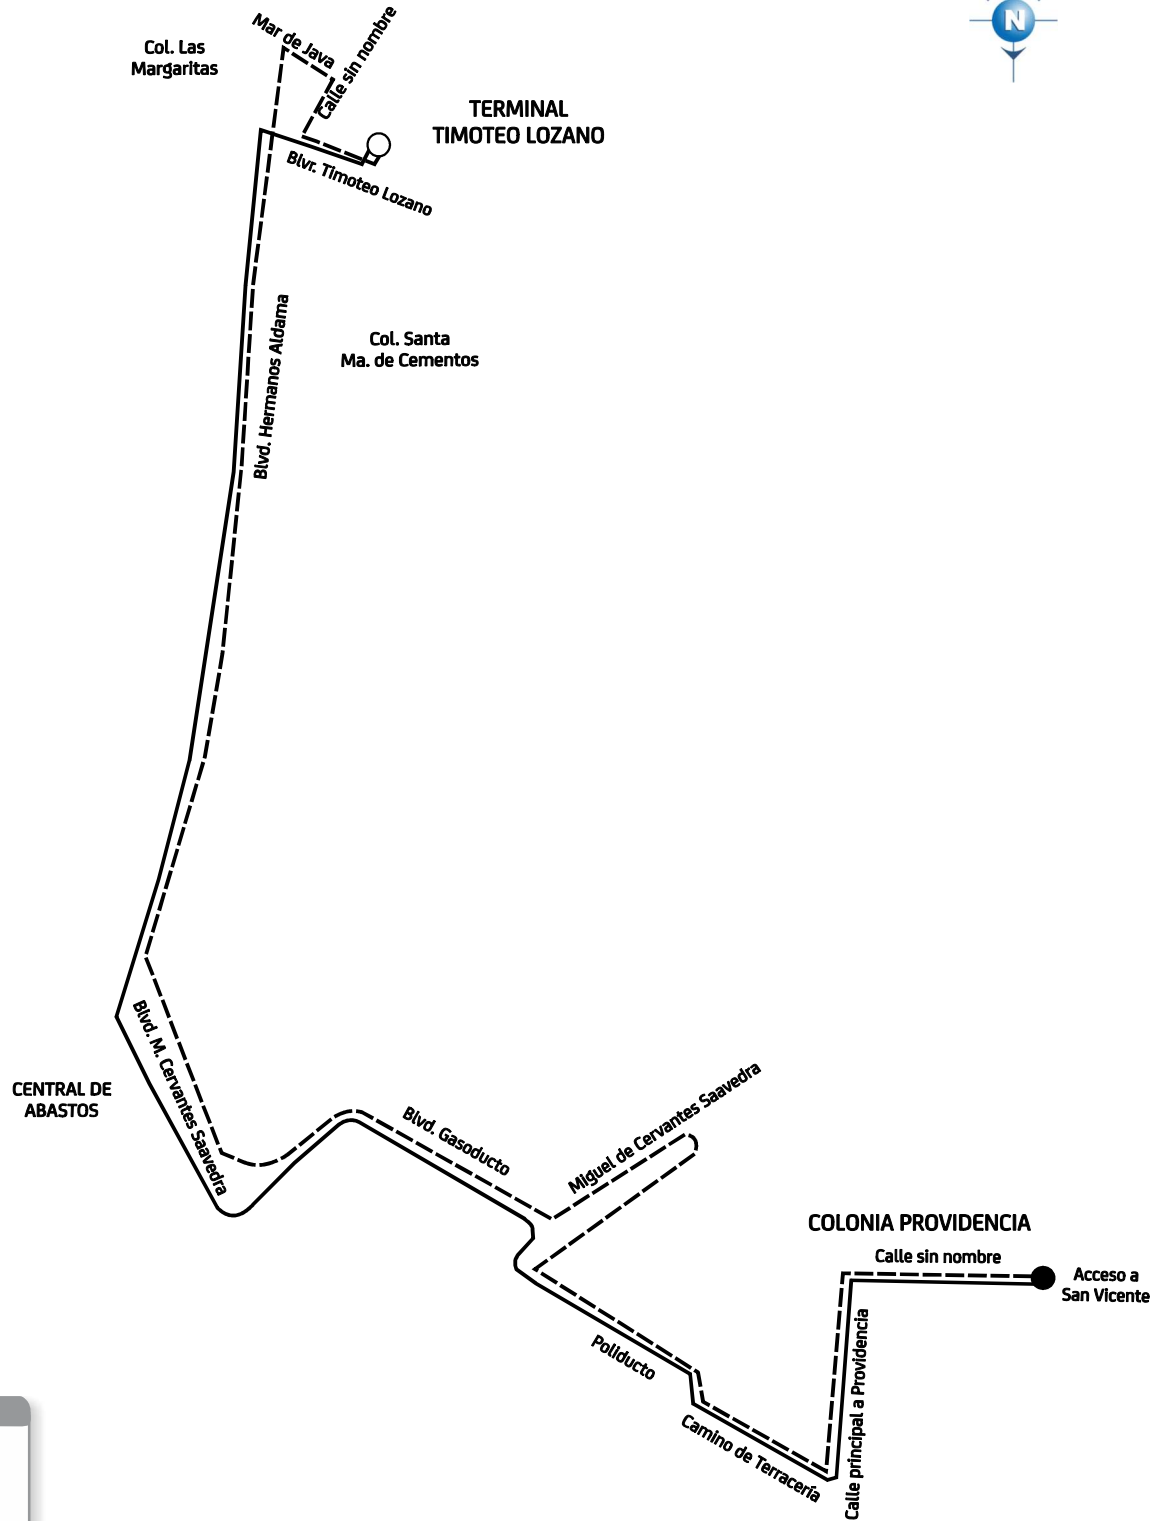 N
Mar de Java
Calle sin nombre
Col. Las
Margaritas
TERMINAL
TIMOTEO LOZANO
Blvr. Timoteo Lozano
Blvd. Hermanos Aldama
Col. Santa
Ma. de Cementos
Blvd. M. Cervantes Saavedra
CENTRAL DE
ABASTOS
Blvd. Gasoducto
Miguel de Cervantes Saavedra
COLONIA PROVIDENCIA
Calle sin nombre
Acceso a
San Vicente
Poliducto
Calle principal a Providencia
Camino de Terracería